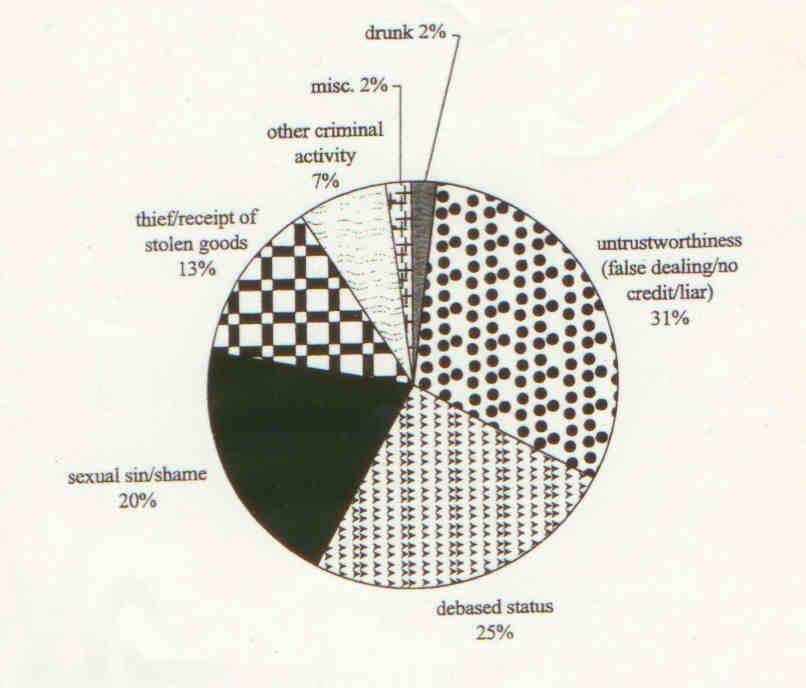 drunk 2%
misc. 2%
other criminal
activity
7%
thief/receipt of
stolen goods
13%
untrustworthiness
(false dealing/no
credit/liar)
31%
sexual sin/shame
20%
debased status
25%